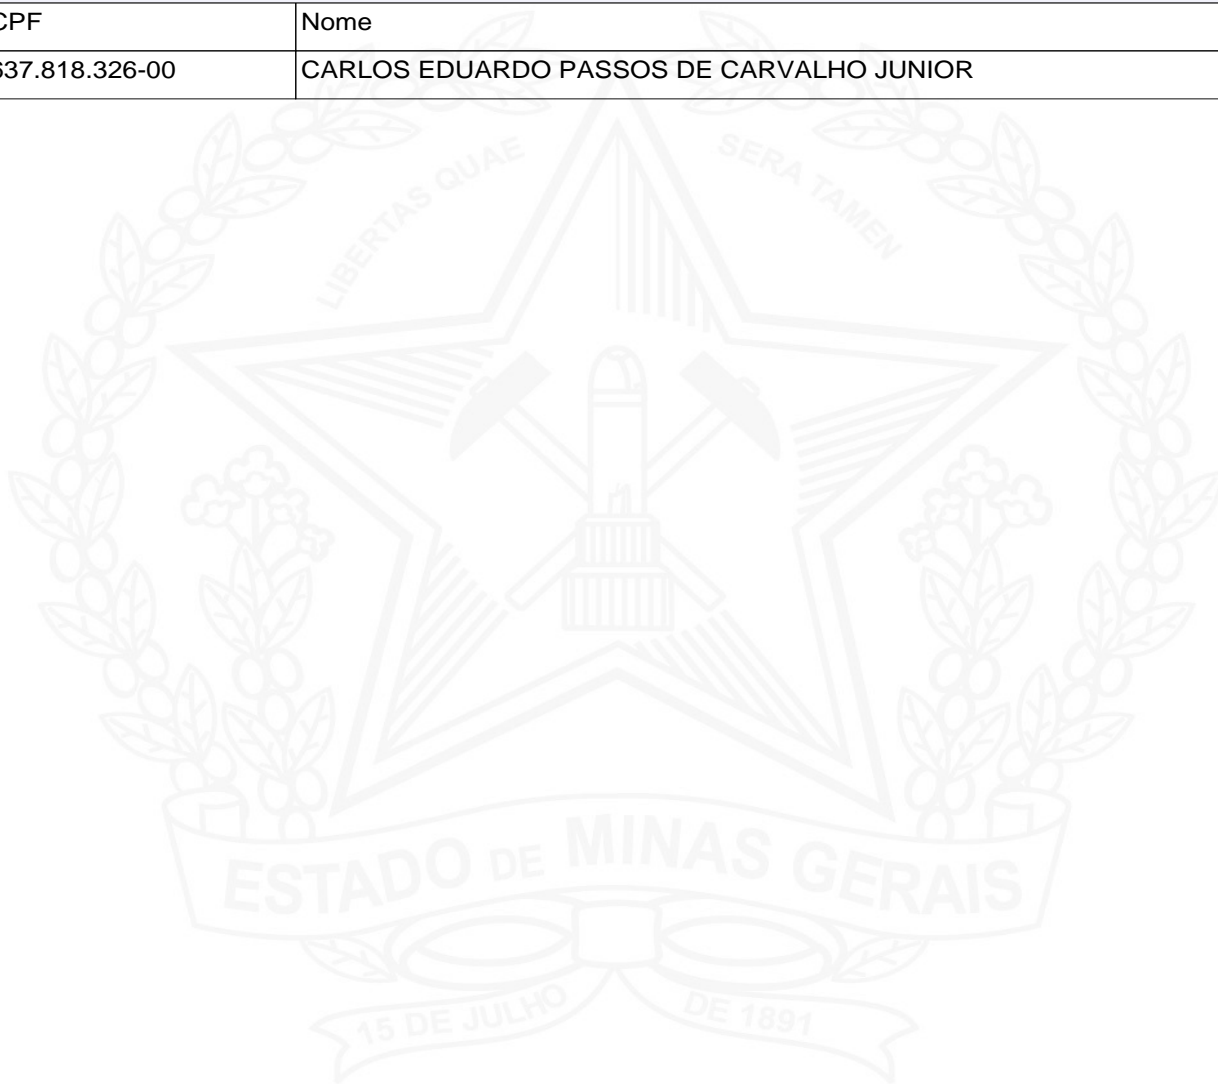 CPF Nome
637.818.326-00 CARLOS EDUARDO PASSOS DE CARVALHO JUNIOR
LIBERTAS QUAE SERA TAMEN
ESTADO DE MINAS GERAIS
15 DE JULHO DE 1891